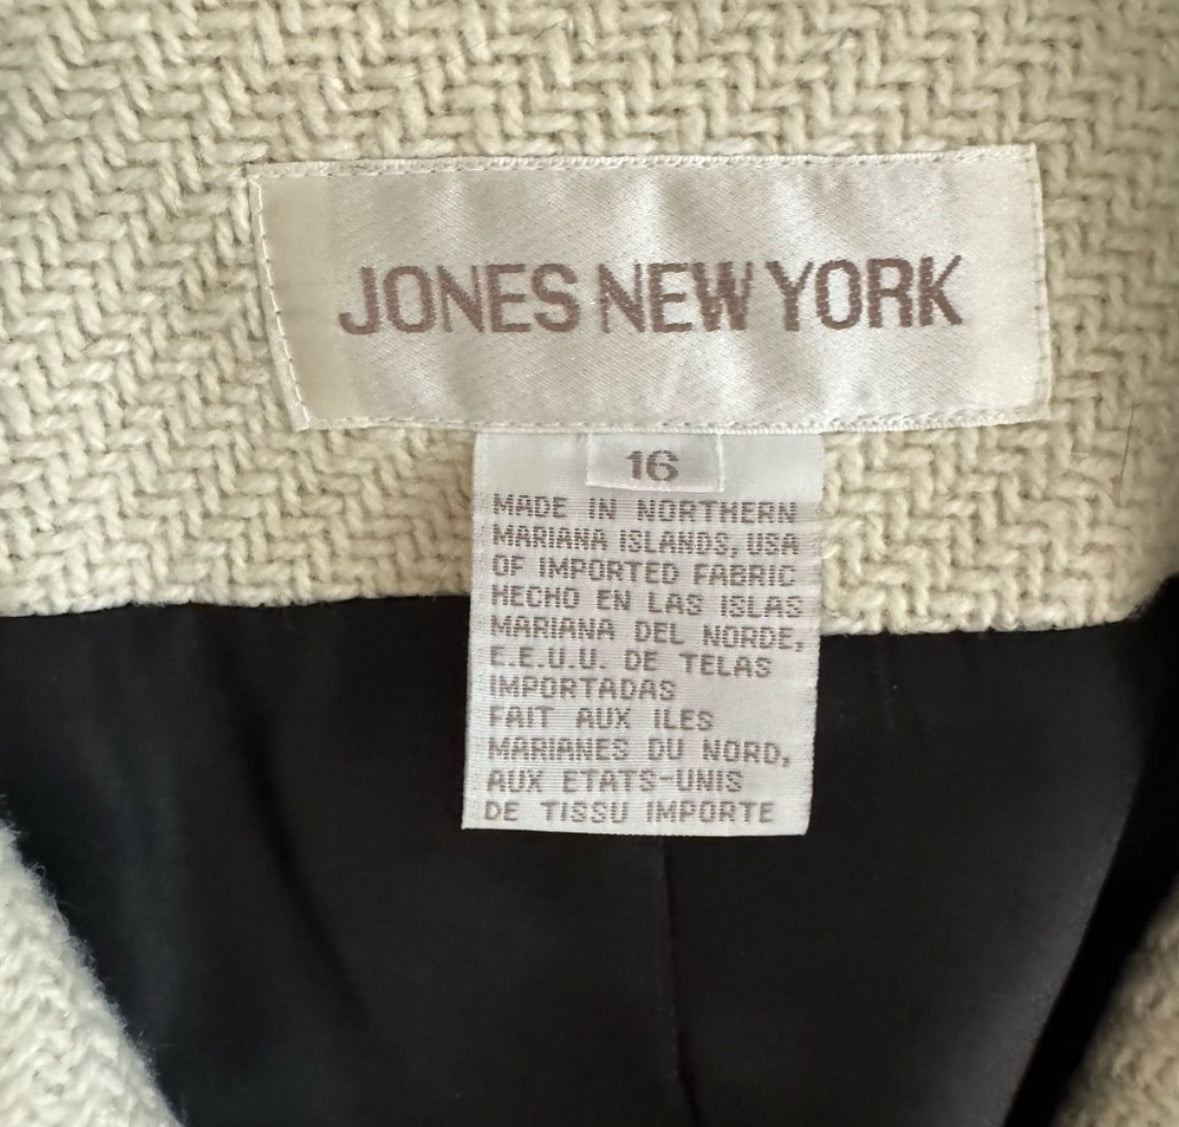 JONES NEW YORK
16
MADE IN NORTHERN
MARIANA ISLANDS, USA
OF IMPORTED FABRIC
HECHO EN LAS ISLAS
MARIANA DEL NORDE,
E.E.U.U. DE TELAS
IMPORTADAS
FAIT AUX ILES
MARIANES DU NORD,
AUX ETATS-UNIS
DE TISSU IMPORTE